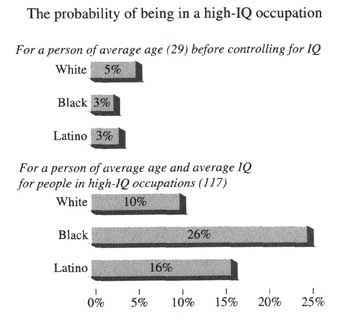 The probability of being in a high-IQ occupation
For a person of average age (29) before controlling for IQ
White 5%
Black 3%
Latino 3%
For a person of average age and average IQ
for people in high-IQ occupations (117)
White 10%
Black 26%
Latino 16%
0% 5% 10% 15% 20% 25%